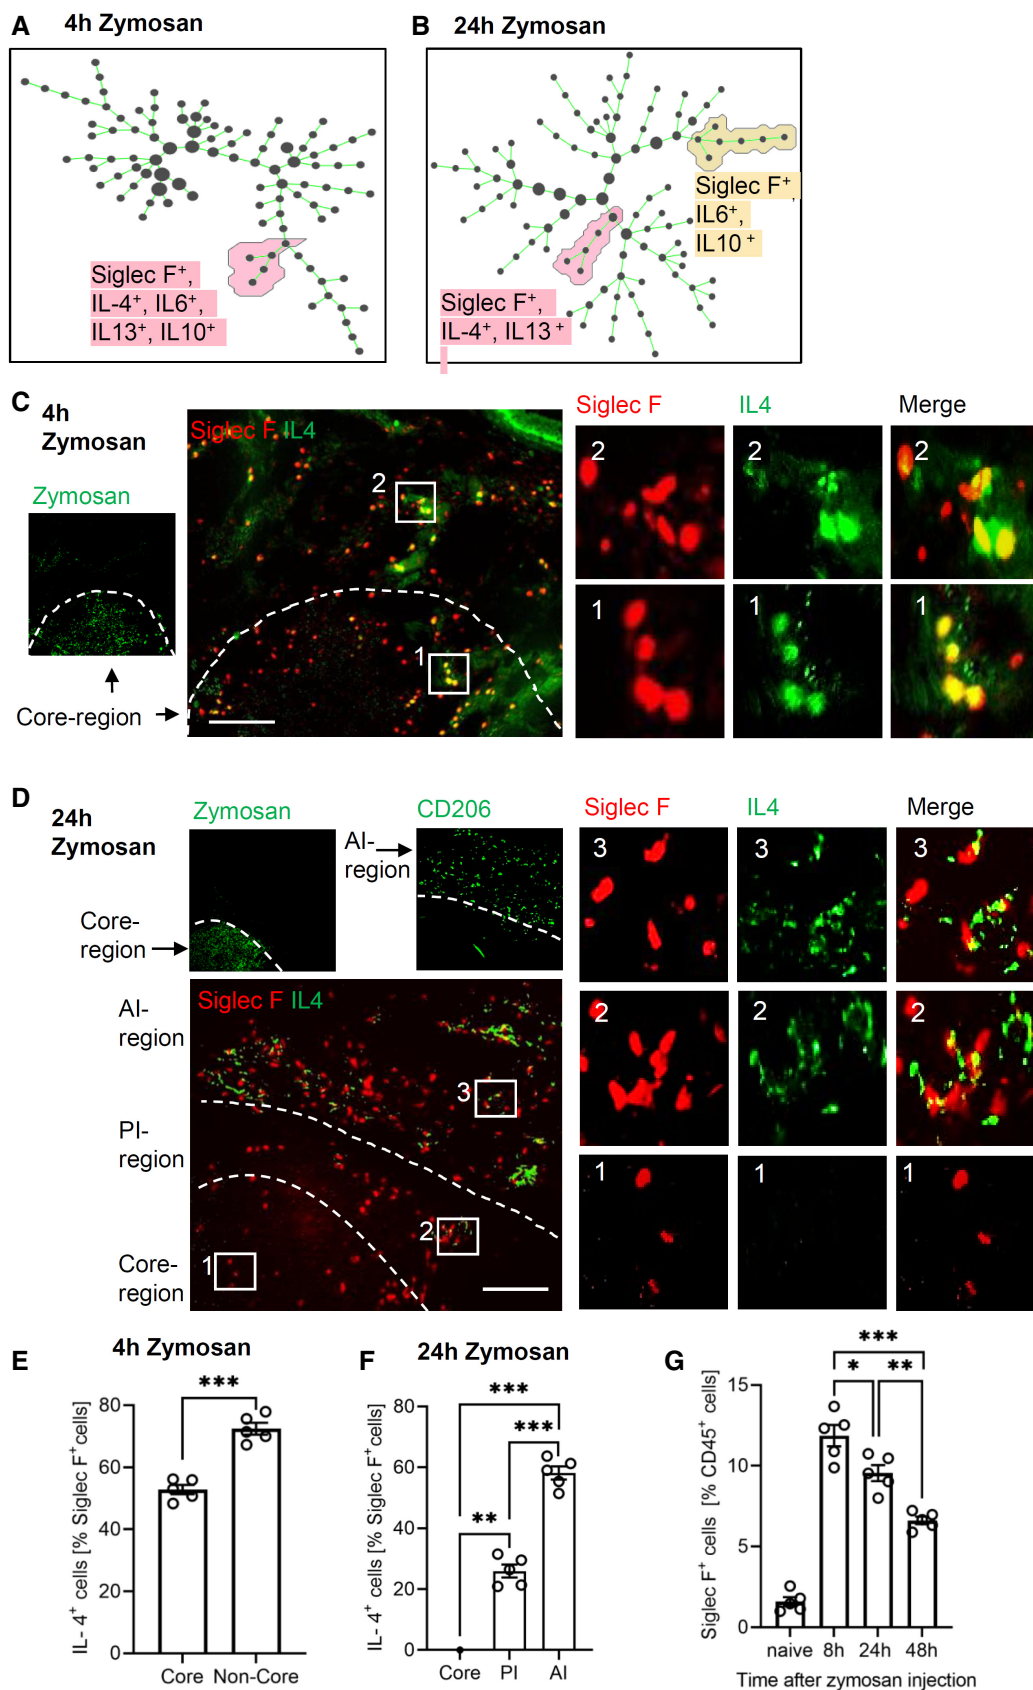 A
4h Zymosan
B
24h Zymosan
Siglec F⁺,
IL-4⁺, IL6⁺,
IL13⁺, IL10⁺
Siglec F⁺,
IL6⁺,
IL10 ⁺
Siglec F⁺,
IL-4⁺, IL13 ⁺
C
4h
Zymosan
Zymosan
Core-region
Siglec F IL4
2
1
Siglec F
IL4
Merge
2
2
2
1
1
1
D
24h
Zymosan
Zymosan
CD206
AI-
region
Core-
region
Siglec F IL4
AI-
region
PI-
region
Core-
region
3
2
1
Siglec F
IL4
Merge
3
3
3
2
2
2
1
1
1
E
4h Zymosan
IL- 4⁺ cells [% Siglec F⁺cells]
80
60
40
20
0
***
Core
Non-Core
F
24h Zymosan
IL- 4⁺ cells [% Siglec F⁺cells]
80
60
40
20
0
***
***
**
Core
PI
AI
G
Siglec F⁺ cells [% CD45⁺ cells]
15
10
5
0
***
*
**
naive
8h
24h
48h
Time after zymosan injection